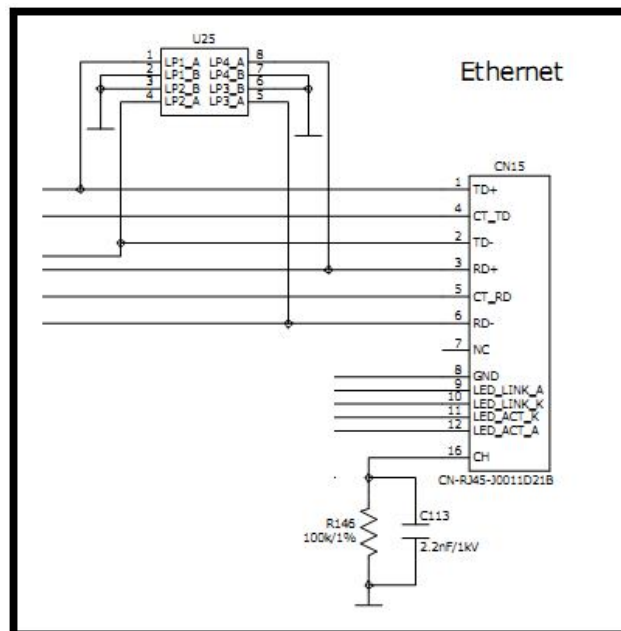 U25
1 LP1_A LP4_A 8
2 LP1_B LP4_B 7
3 LP2_B LP3_B 6
4 LP2_A LP3_A 5
Ethernet
CN15
1 TD+
4 CT_TD
2 TD-
3 RD+
5 CT_RD
6 RD-
7 NC
8 GND
9 LED_LINK_A
10 LED_LINK_K
11 LED_ACT_K
12 LED_ACT_A
16 CH
CN-RJ45-J0011D21B
R146
100k/1%
C113
2.2nF/1kV